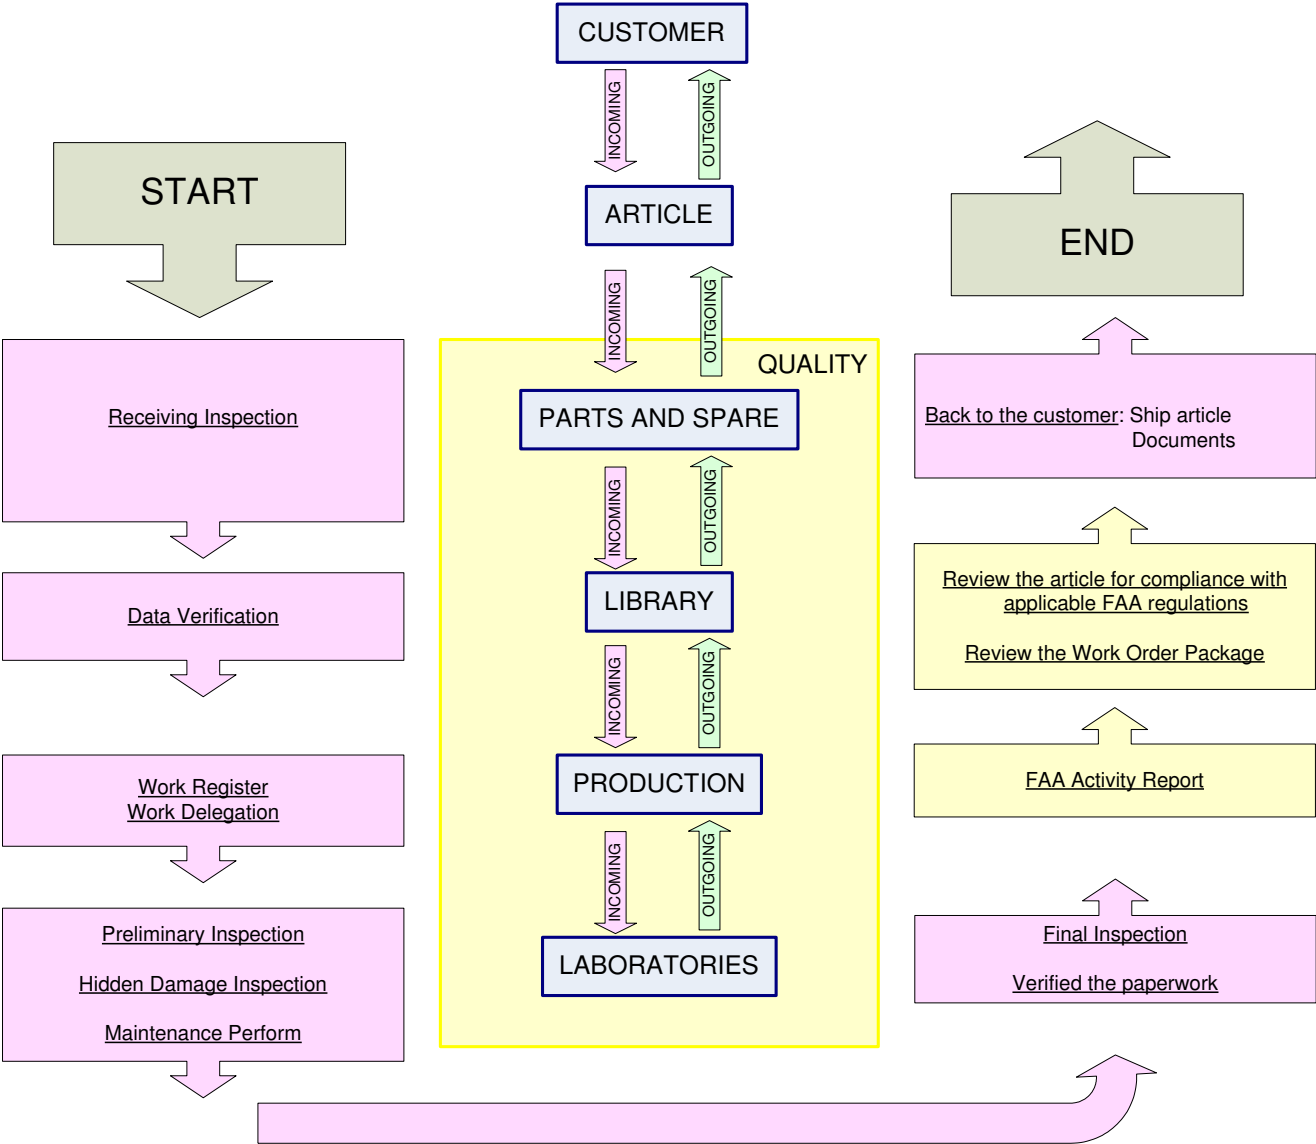 CUSTOMER
INCOMING
OUTGOING
START
ARTICLE
END
INCOMING
OUTGOING
QUALITY
Receiving Inspection
PARTS AND SPARE
Back to the customer: Ship article
Documents
INCOMING
OUTGOING
Data Verification
LIBRARY
Review the article for compliance with
applicable FAA regulations
Review the Work Order Package
INCOMING
OUTGOING
Work Register
Work Delegation
PRODUCTION
FAA Activity Report
INCOMING
OUTGOING
Preliminary Inspection
Hidden Damage Inspection
Maintenance Perform
LABORATORIES
Final Inspection
Verified the paperwork